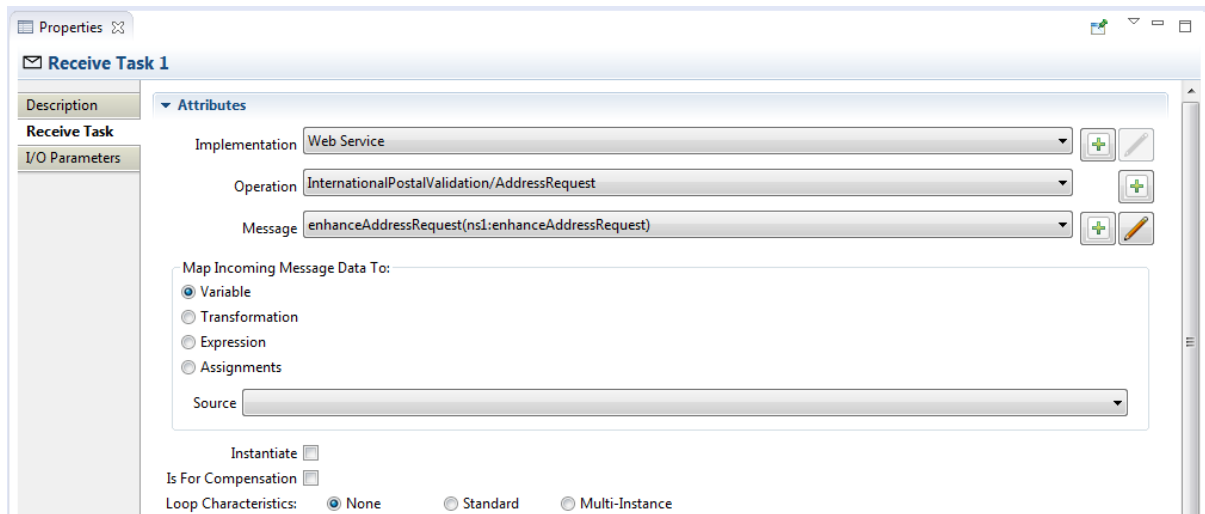 Properties
Receive Task 1
Description
Receive Task
I/O Parameters
Attributes
Implementation Web Service
Operation InternationalPostalValidation/AddressRequest
Message enhanceAddressRequest(ns1:enhanceAddressRequest)
Map Incoming Message Data To:
Variable
Transformation
Expression
Assignments
Source
Instantiate
Is For Compensation
Loop Characteristics: None Standard Multi-Instance